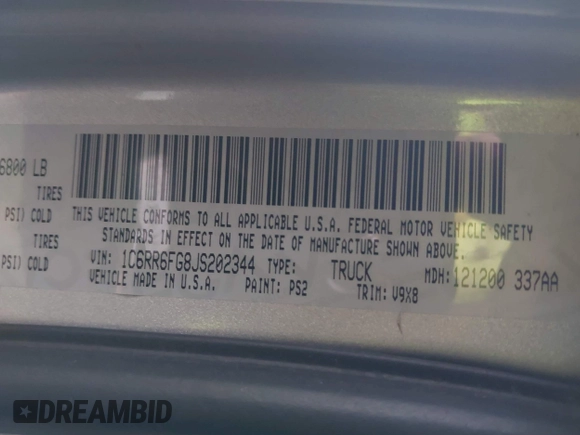 6800 LB
TIRES
PSI) COLD
TIRES
PSI) COLD
THIS VEHICLE CONFORMS TO ALL APPLICABLE U.S.A. FEDERAL MOTOR VEHICLE SAFETY
STANDARDS IN EFFECT ON THE DATE OF MANUFACTURE SHOWN ABOVE.
VIN: 1C6RR6FG8JS202344 TYPE: TRUCK MDH: 121200 337AA
VEHICLE MADE IN U.S.A. PAINT: PS2 TRIM: V9X8
DREAMBID